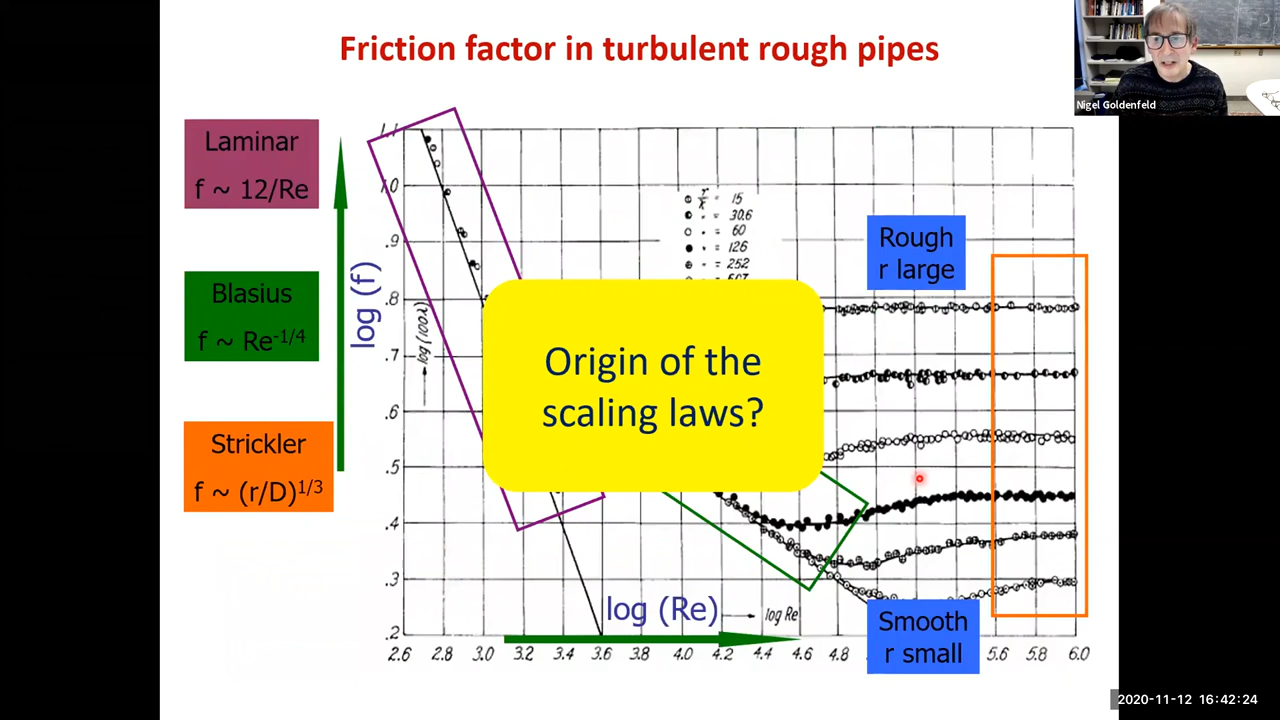 Friction factor in turbulent rough pipes
Nigel Goldenfeld
Laminar
f ~ 12/Re
Blasius
f ~ Re-1/4
Strickler
f ~ (r/D)1/3
log (f)
log (100λ)
1.1
1.0
.9
.8
.7
.6
.5
.4
.3
.2
r/k = 15
" = 30.6
" = 60
" = 126
" = 252
Rough
r large
Origin of the
scaling laws?
Smooth
r small
log (Re)
log Re
2.6 2.8 3.0 3.2 3.4 3.6 3.8 4.0 4.2 4.4 4.6 4.8 5.6 5.8 6.0
2020-11-12 16:42:24